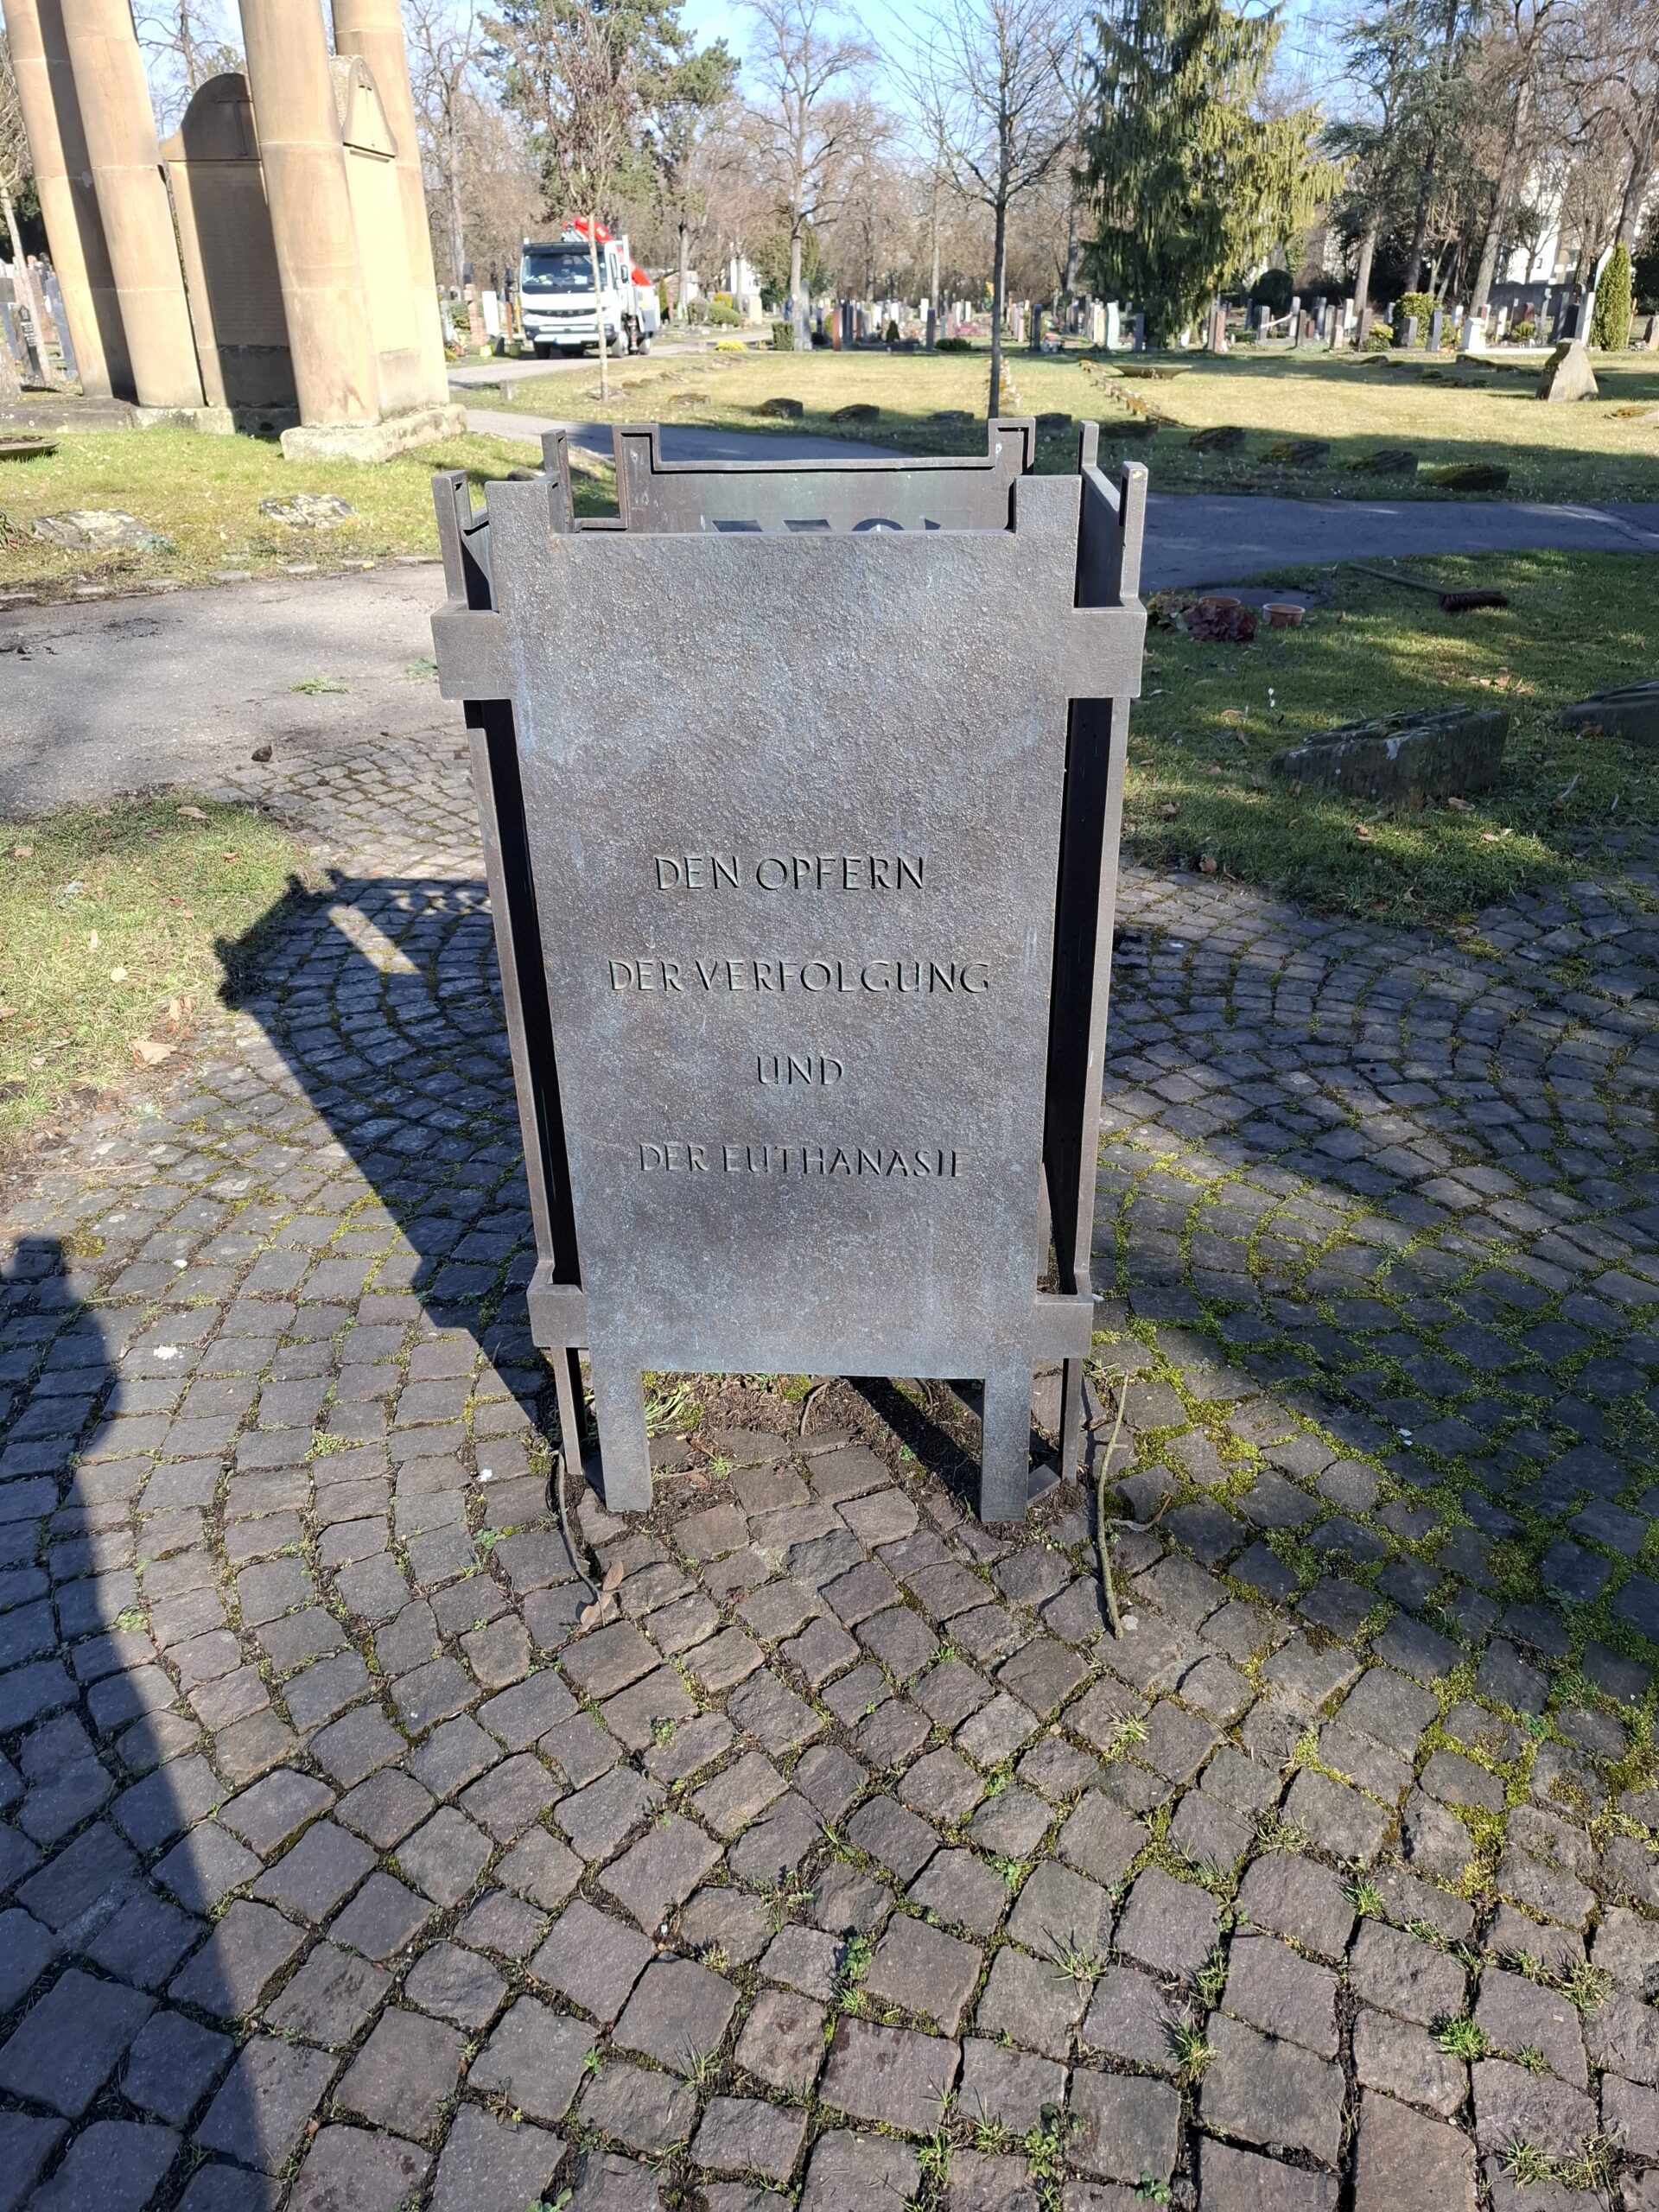 DEN OPFERN
DER VERFOLGUNG
UND
DER EUTHANASIE